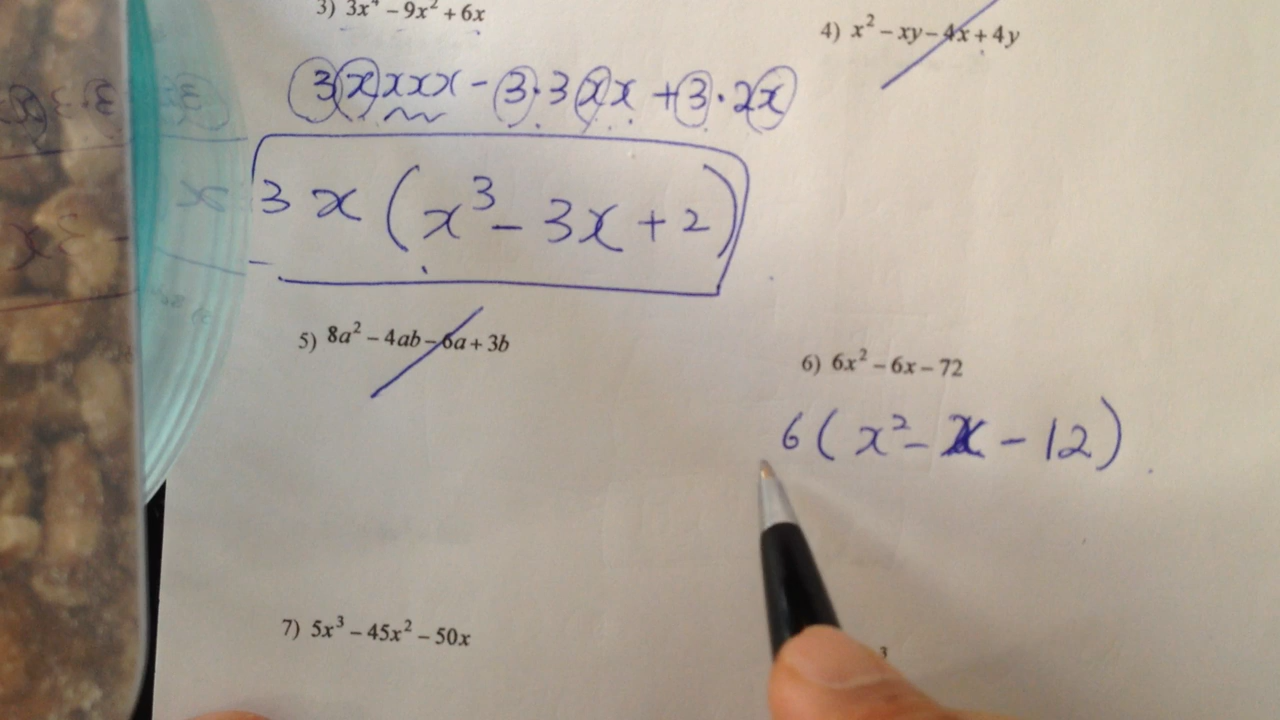 3) 3x⁴ − 9x² + 6x
4) x² − xy − 4x + 4y
3xxxx − 3·3xx + 3·2x
3x(x³ − 3x + 2)
5) 8a² − 4ab − 6a + 3b
6) 6x² − 6x − 72
6(x² − x − 12)
7) 5x³ − 45x² − 50x
3